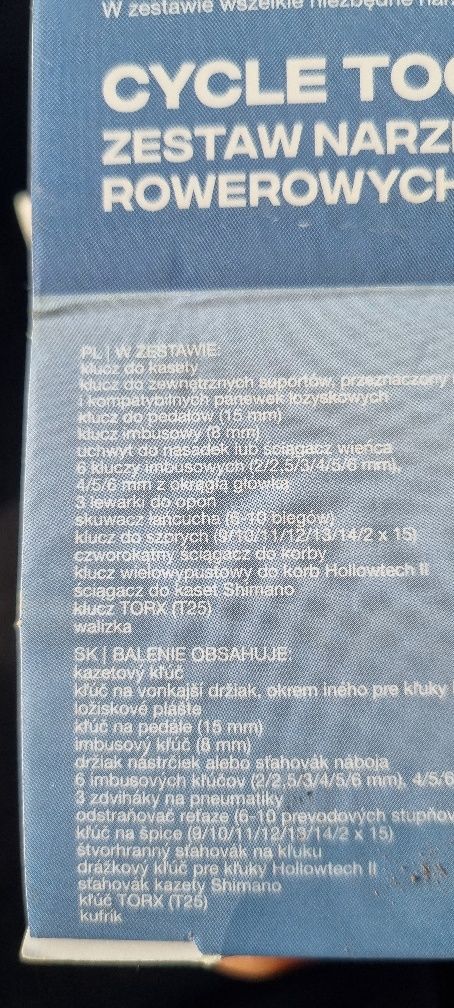 W zestawie wszelkie niezbędne
CYCLE TOO
ZESTAW NARZĘ
ROWEROWYCH
PL | W ZESTAWIE:
klucz do kasety
klucz do zewnętrznych suportów, przeznaczony
i kompatybilnych panewek łożyskowych
klucz do pedałów (15 mm)
klucz imbusowy (8 mm)
uchwyt do nasadek lub ściągacz wieńca
6 kluczy imbusowych (2/2,5/3/4/5/6 mm),
4/5/6 mm z okrągłą główką
3 lewarki do opon
skuwacz łańcucha (6-10 biegów)
klucz do szprych (9/10/11/12/13/14/2 x 15)
czworokątny ściągacz do korby
klucz wielowypustowy do korb Hollowtech II
ściągacz do kaset Shimano
klucz TORX (T25)
walizka
SK | BALENIE OBSAHUJE:
kazetový kľúč
kľúč na vonkajší držiak, okrem iného pre kľuky
ložiskové plášte
kľúč na pedále (15 mm)
imbusový kľúč (8 mm)
držiak nástrčiek alebo sťahovák náboja
6 imbusových kľúčov (2/2,5/3/4/5/6 mm), 4/5/6
3 zdviháky na pneumatiky
odstraňovač reťaze (6-10 prevodových stupňov
kľúč na špice (9/10/11/12/13/14/2 x 15)
štvorhranný sťahovák na kľuku
drážkový kľúč pre kľuky Hollowtech II
sťahovák kazety Shimano
kľúč TORX (T25)
kufrík